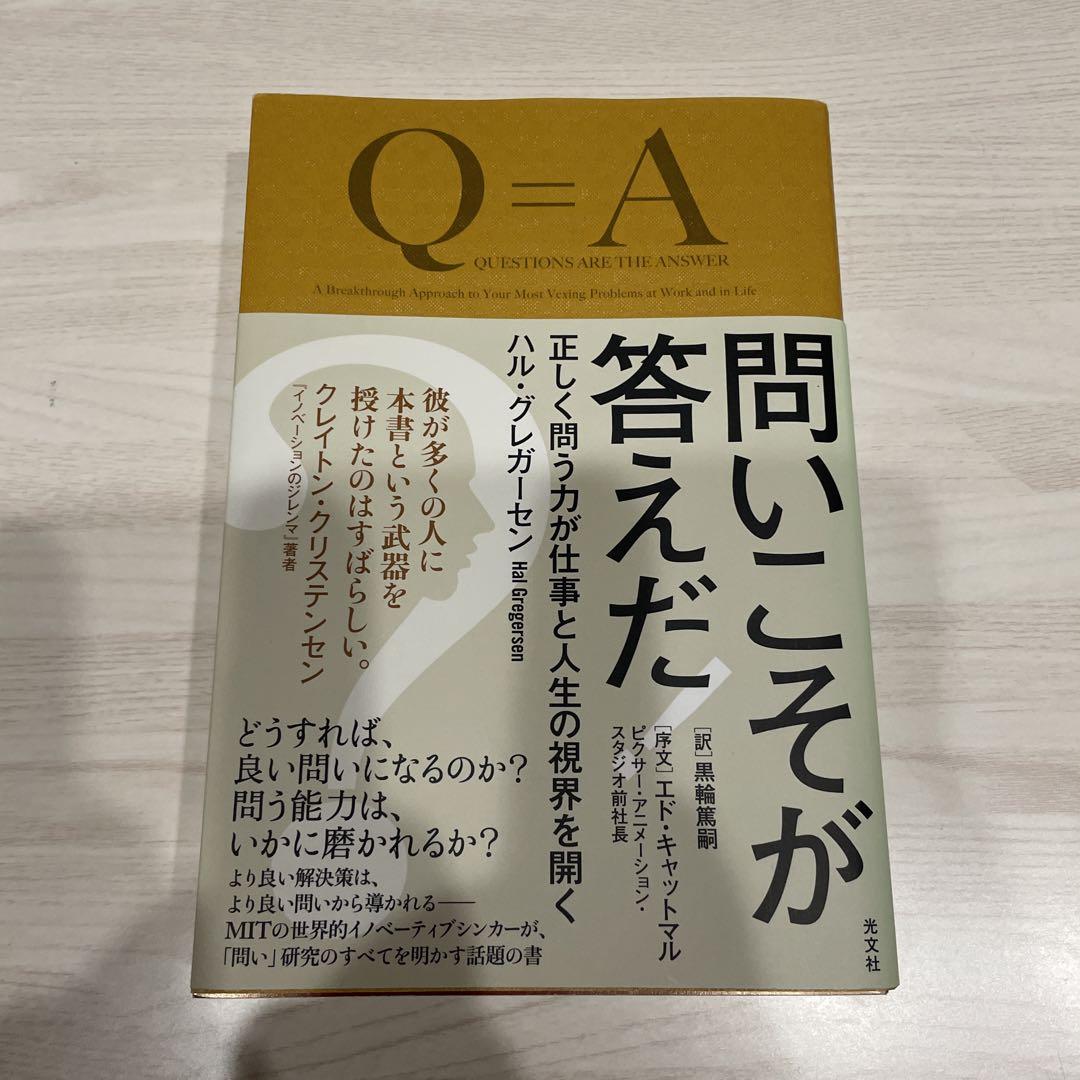 Q=A
QUESTIONS ARE THE ANSWER
A Breakthrough Approach to Your Most Vexing Problems at Work and in Life
問いこそが
答えだ
正しく問う力が仕事と人生の視界を開く
ハル・グレガーセン Hal Gregersen
[訳]黒輪篤嗣
[序文]エド・キャットマル
ピクサー・アニメーション・
スタジオ前社長
彼が多くの人に
本書という武器を
授けたのはすばらしい。
クレイトン・クリステンセン
『イノベーションのジレンマ』著者
どうすれば、
良い問いになるのか?
問う能力は、
いかに磨かれるか?
より良い解決策は、
より良い問いから導かれる——
MITの世界的イノベーティブシンカーが、
「問い」研究のすべてを明かす話題の書
光文社